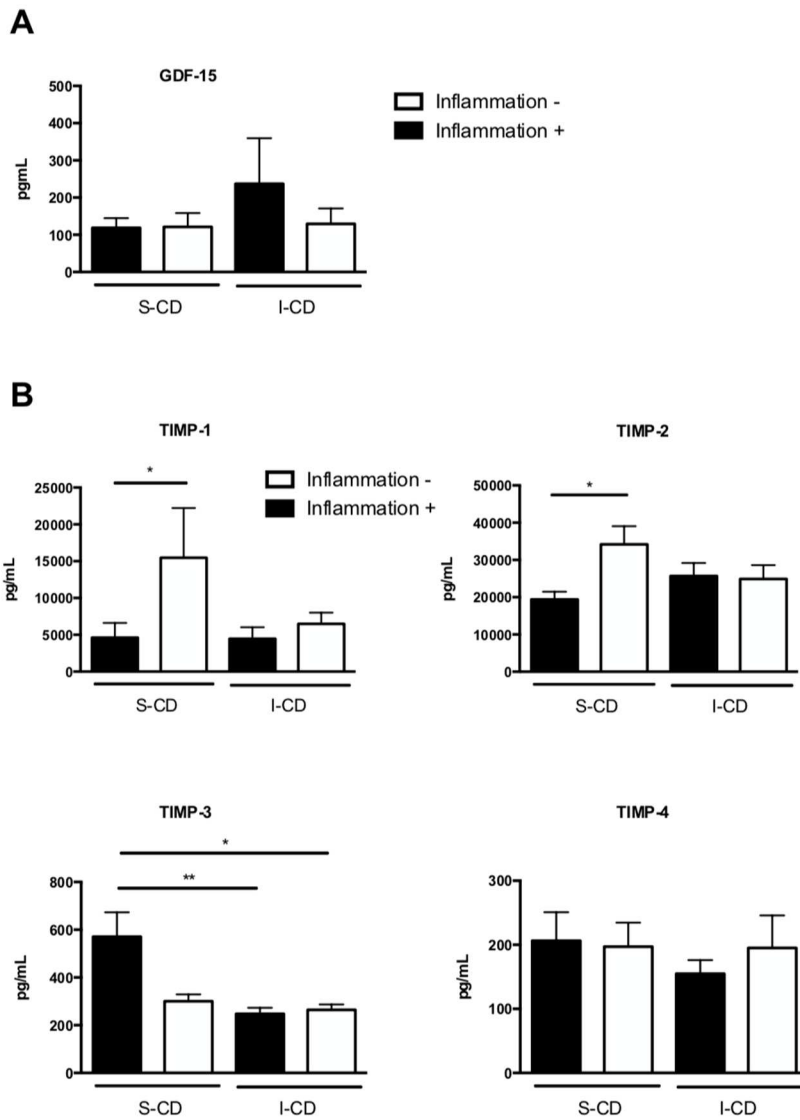 A
GDF-15
500
400
300
200
100
0
pgmL
S-CD
I-CD
Inflammation -
Inflammation +
B
TIMP-1
*
25000
20000
15000
10000
5000
0
pg/mL
S-CD
I-CD
Inflammation -
Inflammation +
TIMP-2
*
50000
40000
30000
20000
10000
0
pg/mL
S-CD
I-CD
TIMP-3
*
**
800
600
400
200
0
pg/mL
S-CD
I-CD
TIMP-4
300
200
100
0
pg/mL
S-CD
I-CD